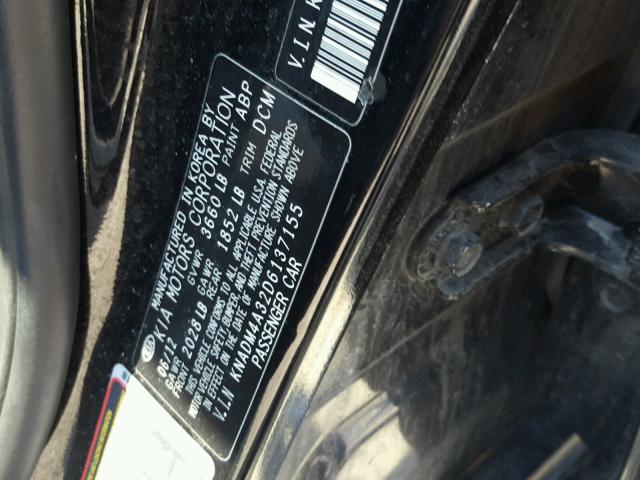 V.I.N
KIA MANUFACTURED IN KOREA BY
KIA MOTORS CORPORATION
06/12 GVWR 3660 LB PAINT ABP
GAWR FRONT 2028 LB GAWR REAR 1852 LB TRIM DCM
THIS VEHICLE CONFORMS TO ALL APPLICABLE U.S.A. FEDERAL
MOTOR VEHICLE SAFETY, BUMPER, AND THEFT PREVENTION STANDARDS
IN EFFECT ON THE DATE OF MANUFACTURE SHOWN ABOVE
V.I.N KNADM4A32D6137155
PASSENGER CAR